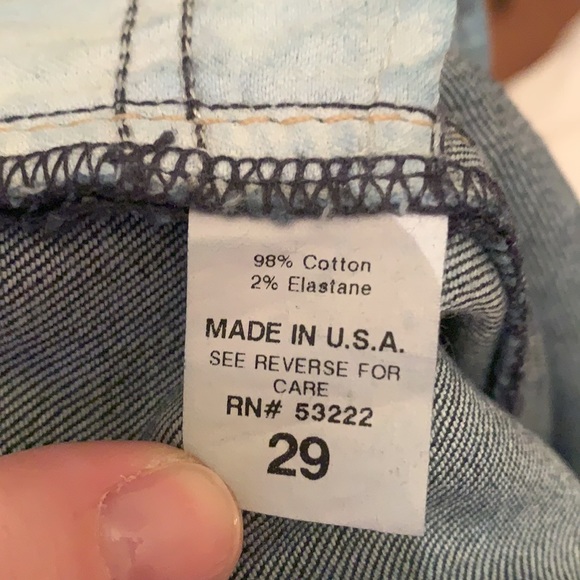 98% Cotton
2% Elastane
MADE IN U.S.A.
SEE REVERSE FOR
CARE
RN# 53222
29